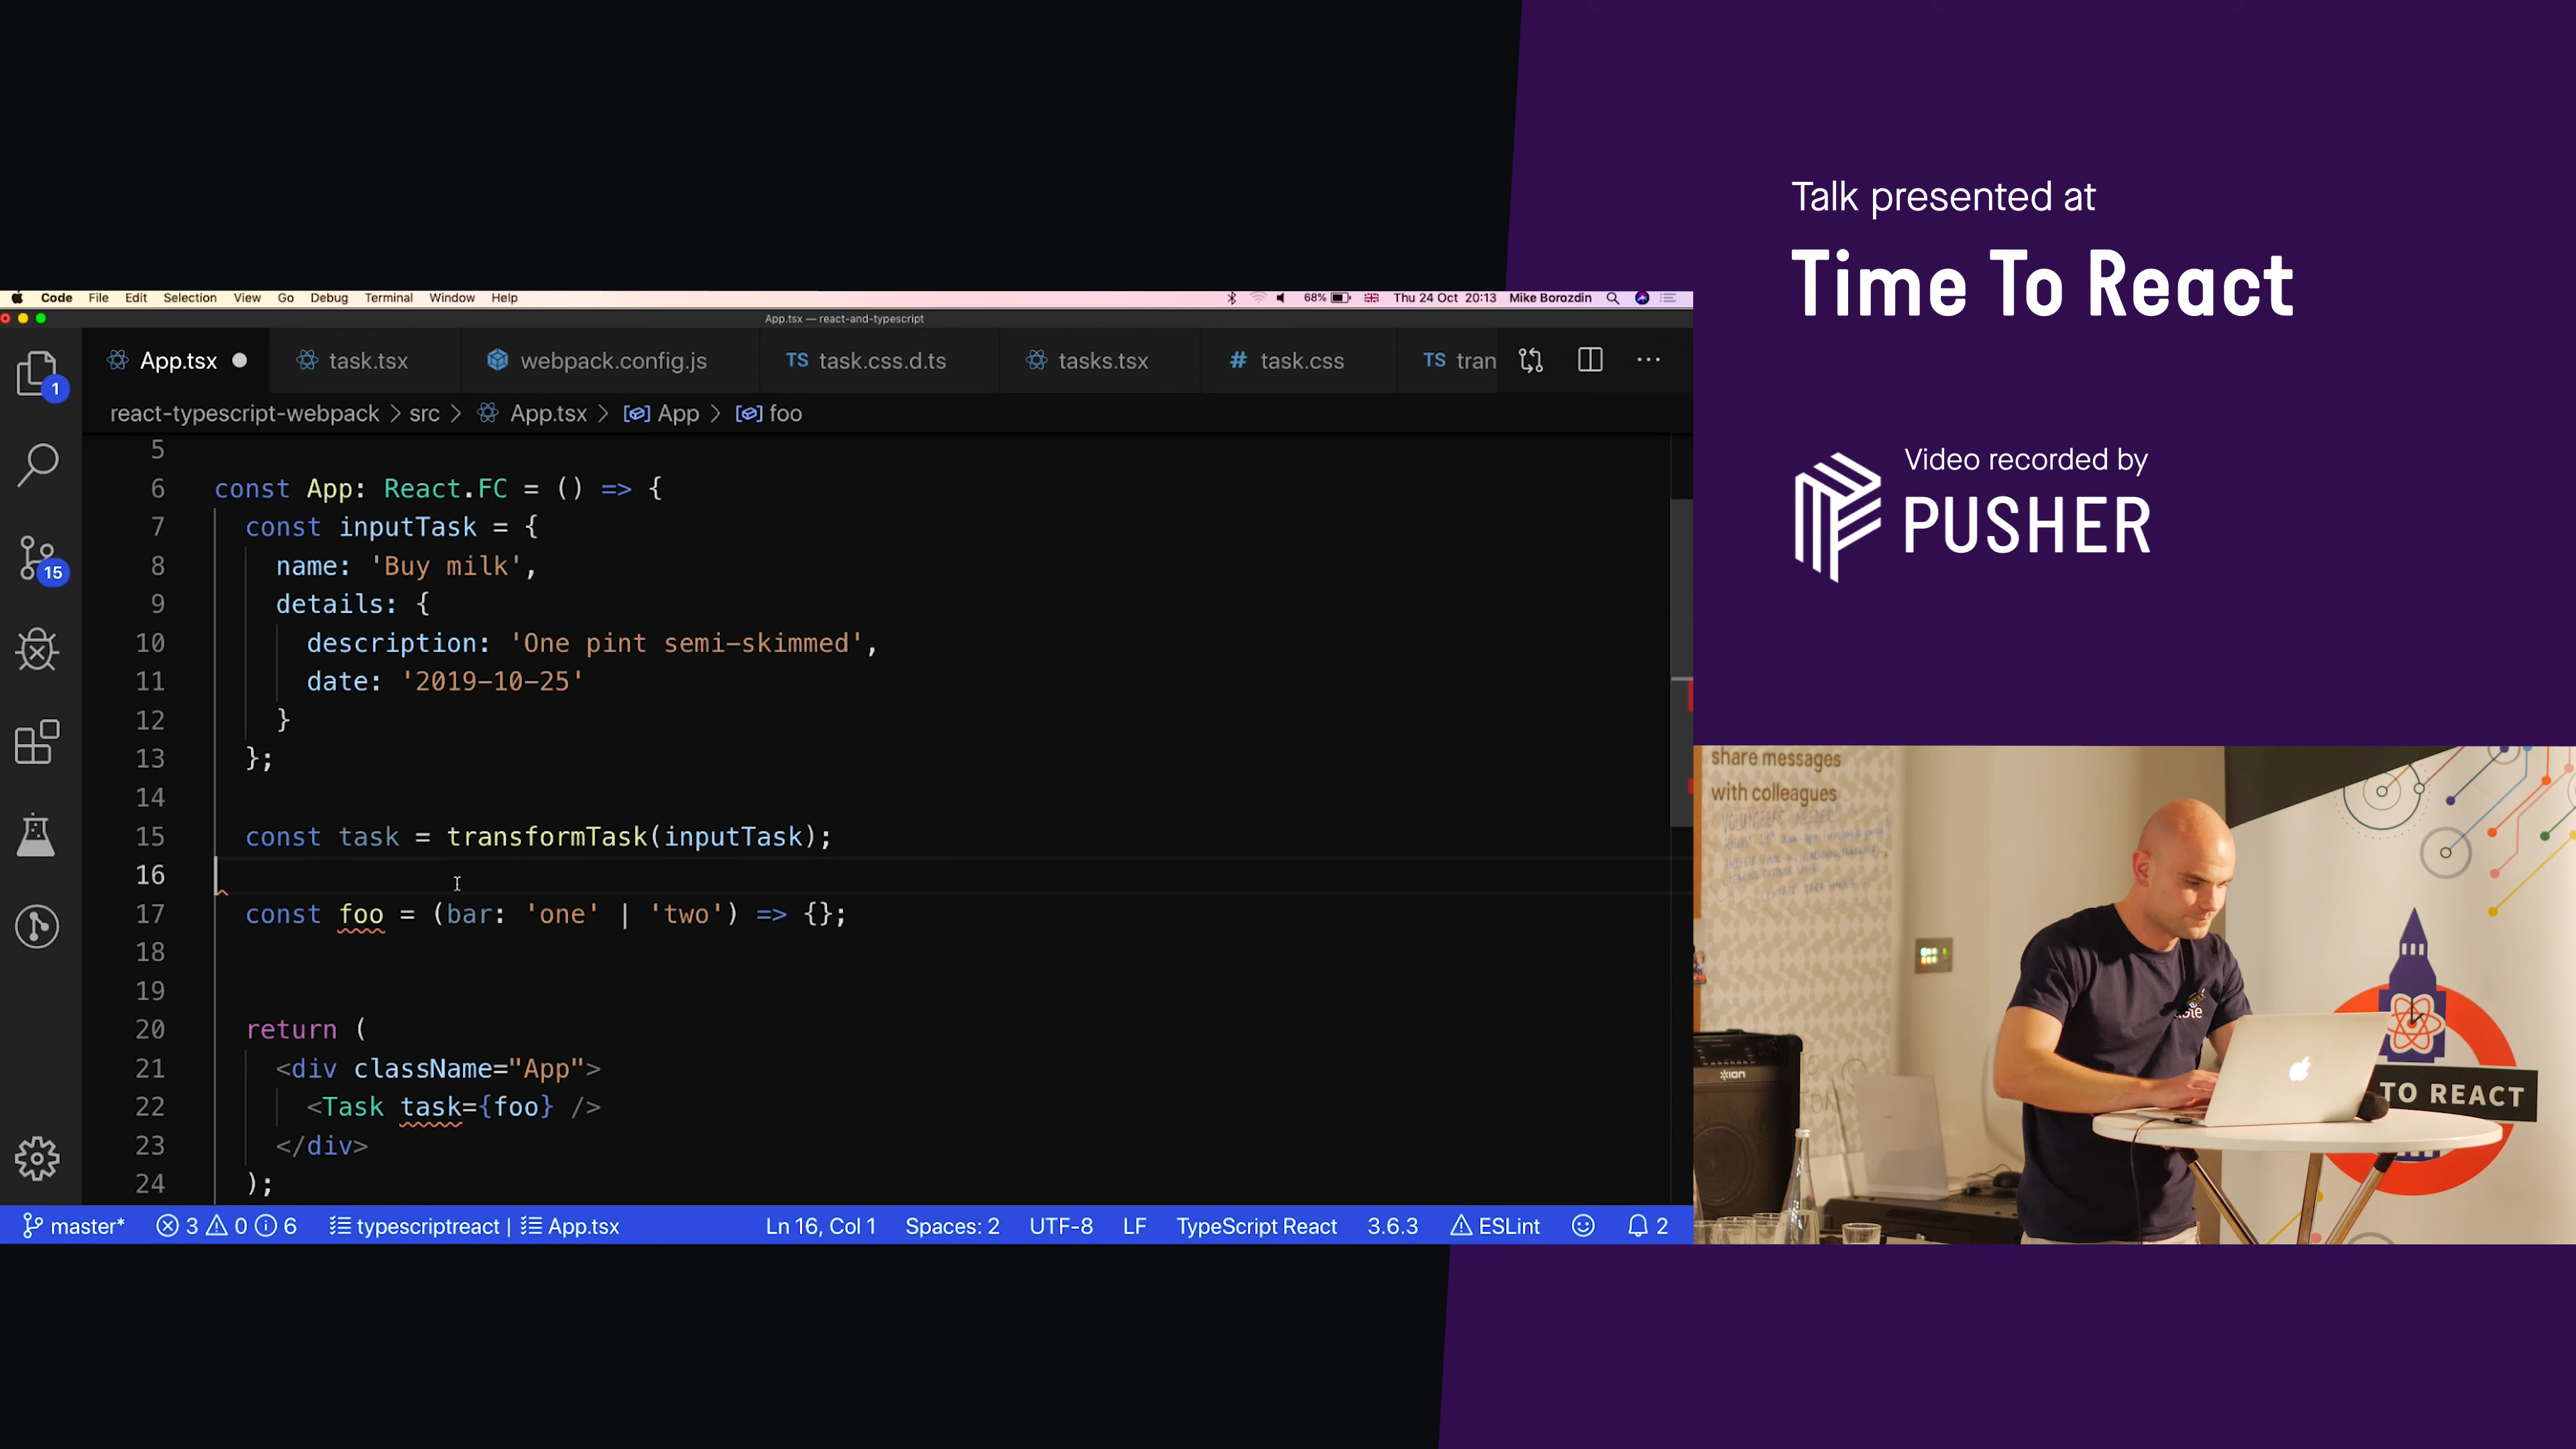 Talk presented at
Time To React
Video recorded by
PUSHER
Code File Edit Selection View Go Debug Terminal Window Help
68% Thu 24 Oct 20:13 Mike Borozdin
App.tsx — react-and-typescript
App.tsx task.tsx webpack.config.js TS task.css.d.ts tasks.tsx # task.css TS tran
react-typescript-webpack > src > App.tsx > App > foo
1
15
5
6 const App: React.FC = () => {
7 const inputTask = {
8 name: 'Buy milk',
9 details: {
10 description: 'One pint semi-skimmed',
11 date: '2019-10-25'
12 }
13 };
14
15 const task = transformTask(inputTask);
16
17 const foo = (bar: 'one' | 'two') => {};
18
19
20 return (
21 <div className="App">
22 <Task task={foo} />
23 </div>
24 );
master* 3 0 6 typescriptreact | App.tsx Ln 16, Col 1 Spaces: 2 UTF-8 LF TypeScript React 3.6.3 ESLint 2
share messages
with colleagues
VOLUNTEERS NEEDED
ION
TO REACT